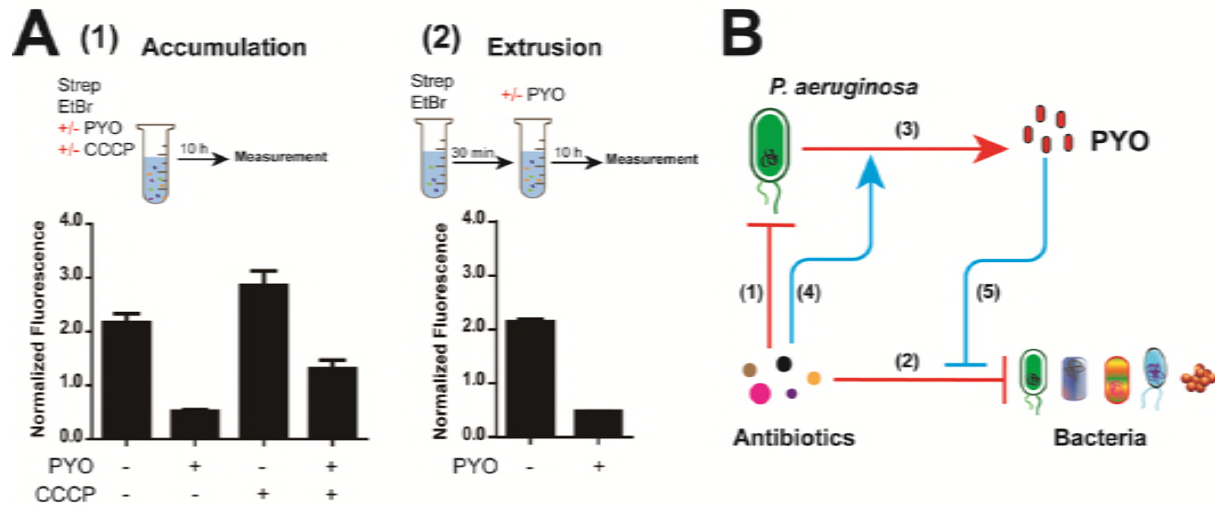 A (1) Accumulation
Strep
EtBr
+/- PYO
+/- CCCP
10 h
Measurement
Normalized Fluorescence
4.0
3.0
2.0
1.0
0.0
PYO - + - +
CCCP - - + +
(2) Extrusion
Strep
EtBr
+/- PYO
30 min
10 h
Measurement
Normalized Fluorescence
4.0
3.0
2.0
1.0
0.0
PYO - +
B
P. aeruginosa
(3)
PYO
(1)
(4)
(5)
(2)
Antibiotics
Bacteria